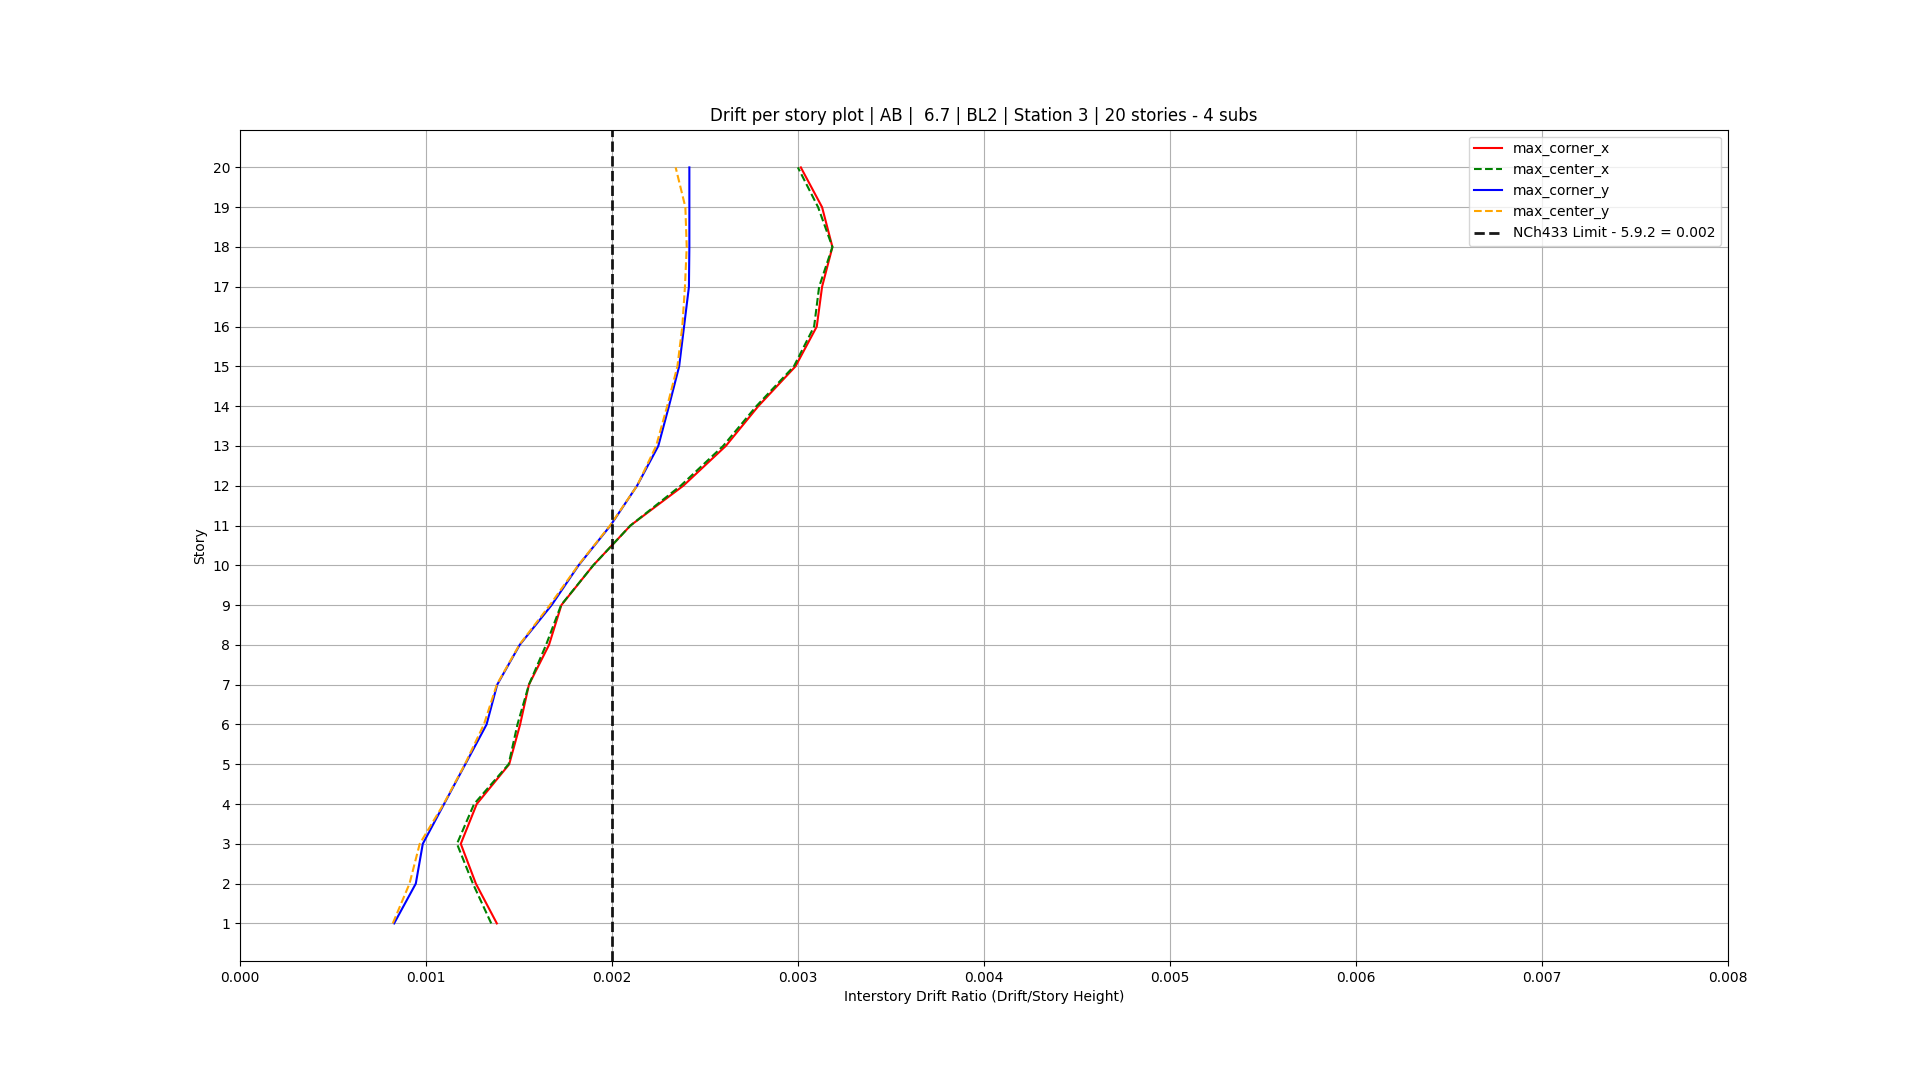 Drift per story plot | AB |  6.7 | BL2 | Station 3 | 20 stories - 4 subs
max_corner_x
max_center_x
max_corner_y
max_center_y
NCh433 Limit - 5.9.2 = 0.002
Story
20
19
18
17
16
15
14
13
12
11
10
9
8
7
6
5
4
3
2
1
0.000 0.001 0.002 0.003 0.004 0.005 0.006 0.007 0.008
Interstory Drift Ratio (Drift/Story Height)